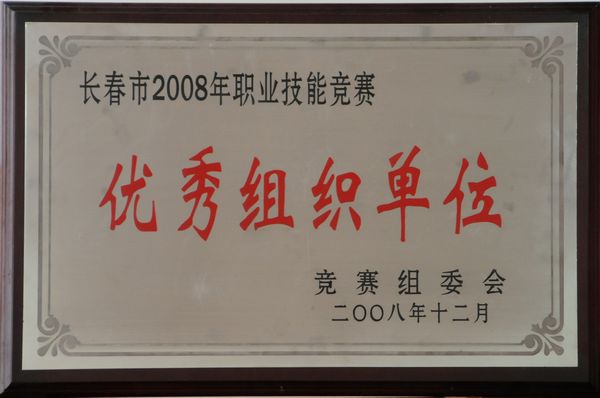 长春市2008年职业技能竞赛
优秀组织单位
竞赛组委会
二〇〇八年十二月